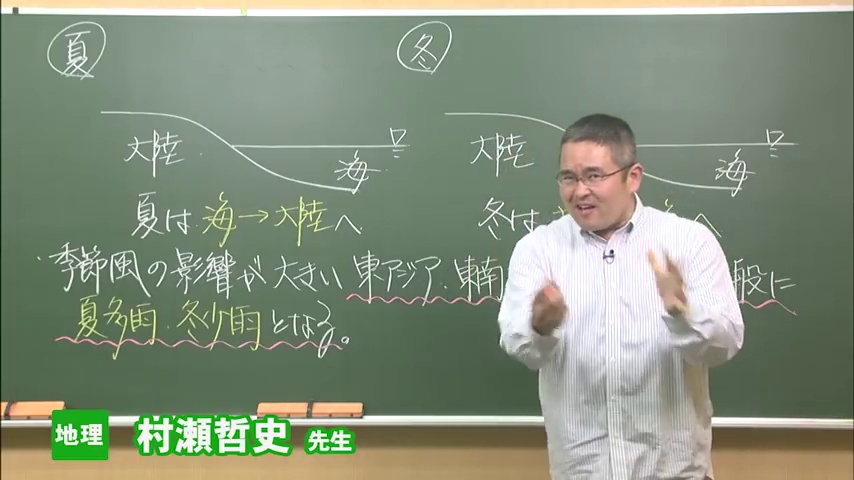 夏
冬
大陸
海
大陸
海
夏は 海→大陸へ
冬は
へ
季節風の影響が大きい 東アジア・東南
般に
夏多雨・冬少雨となる。
地理 村瀬哲史 先生